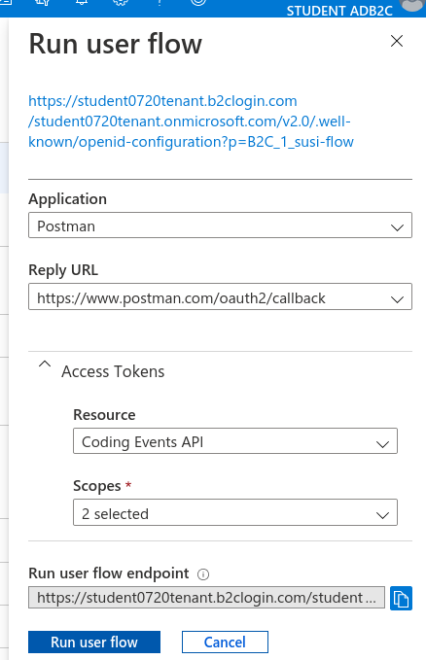 STUDENT ADB2C
Run user flow
https://student0720tenant.b2clogin.com
/student0720tenant.onmicrosoft.com/v2.0/.well-
known/openid-configuration?p=B2C_1_susi-flow
Application
Postman
Reply URL
https://www.postman.com/oauth2/callback
Access Tokens
Resource
Coding Events API
Scopes *
2 selected
Run user flow endpoint
https://student0720tenant.b2clogin.com/student ...
Run user flow
Cancel